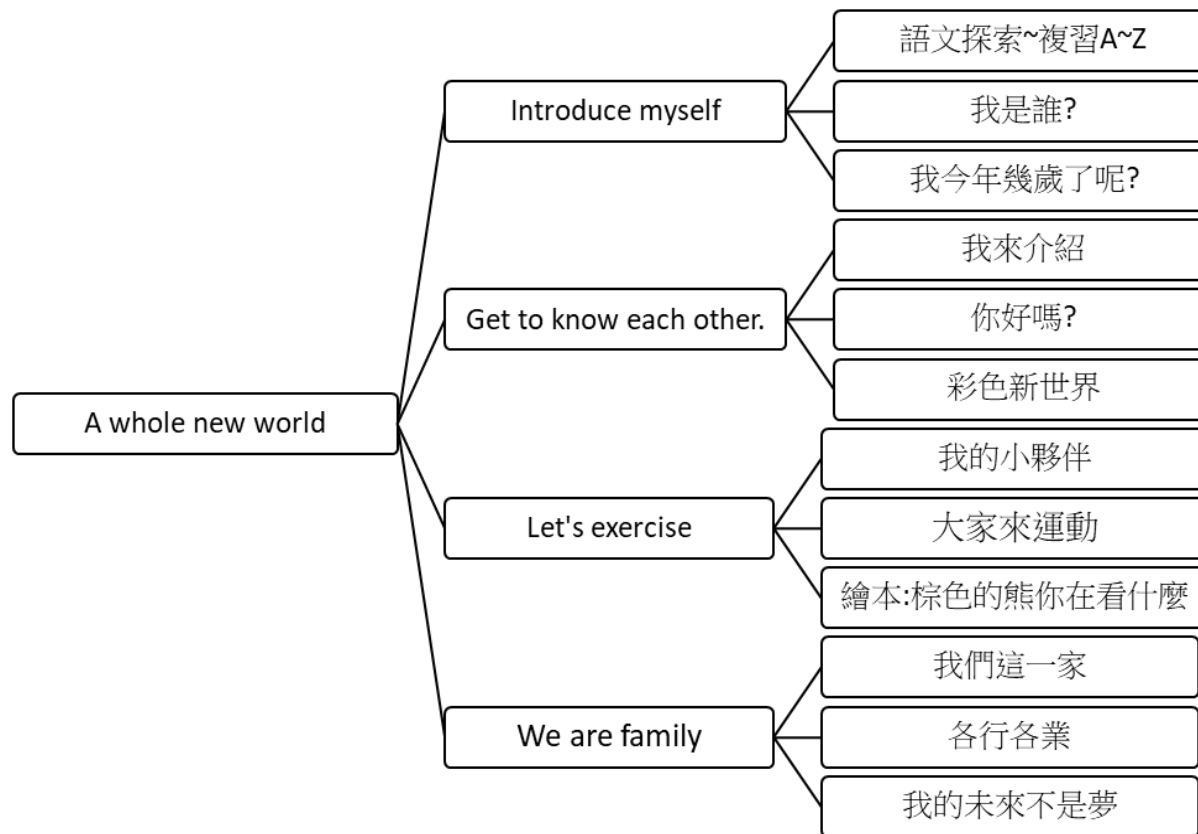 A whole new world
Introduce myself
語文探索~複習A~Z
我是誰?
我今年幾歲了呢?
Get to know each other.
我來介紹
你好嗎?
彩色新世界
Let's exercise
我的小夥伴
大家來運動
繪本:棕色的熊你在看什麼
We are family
我們這一家
各行各業
我的未來不是夢